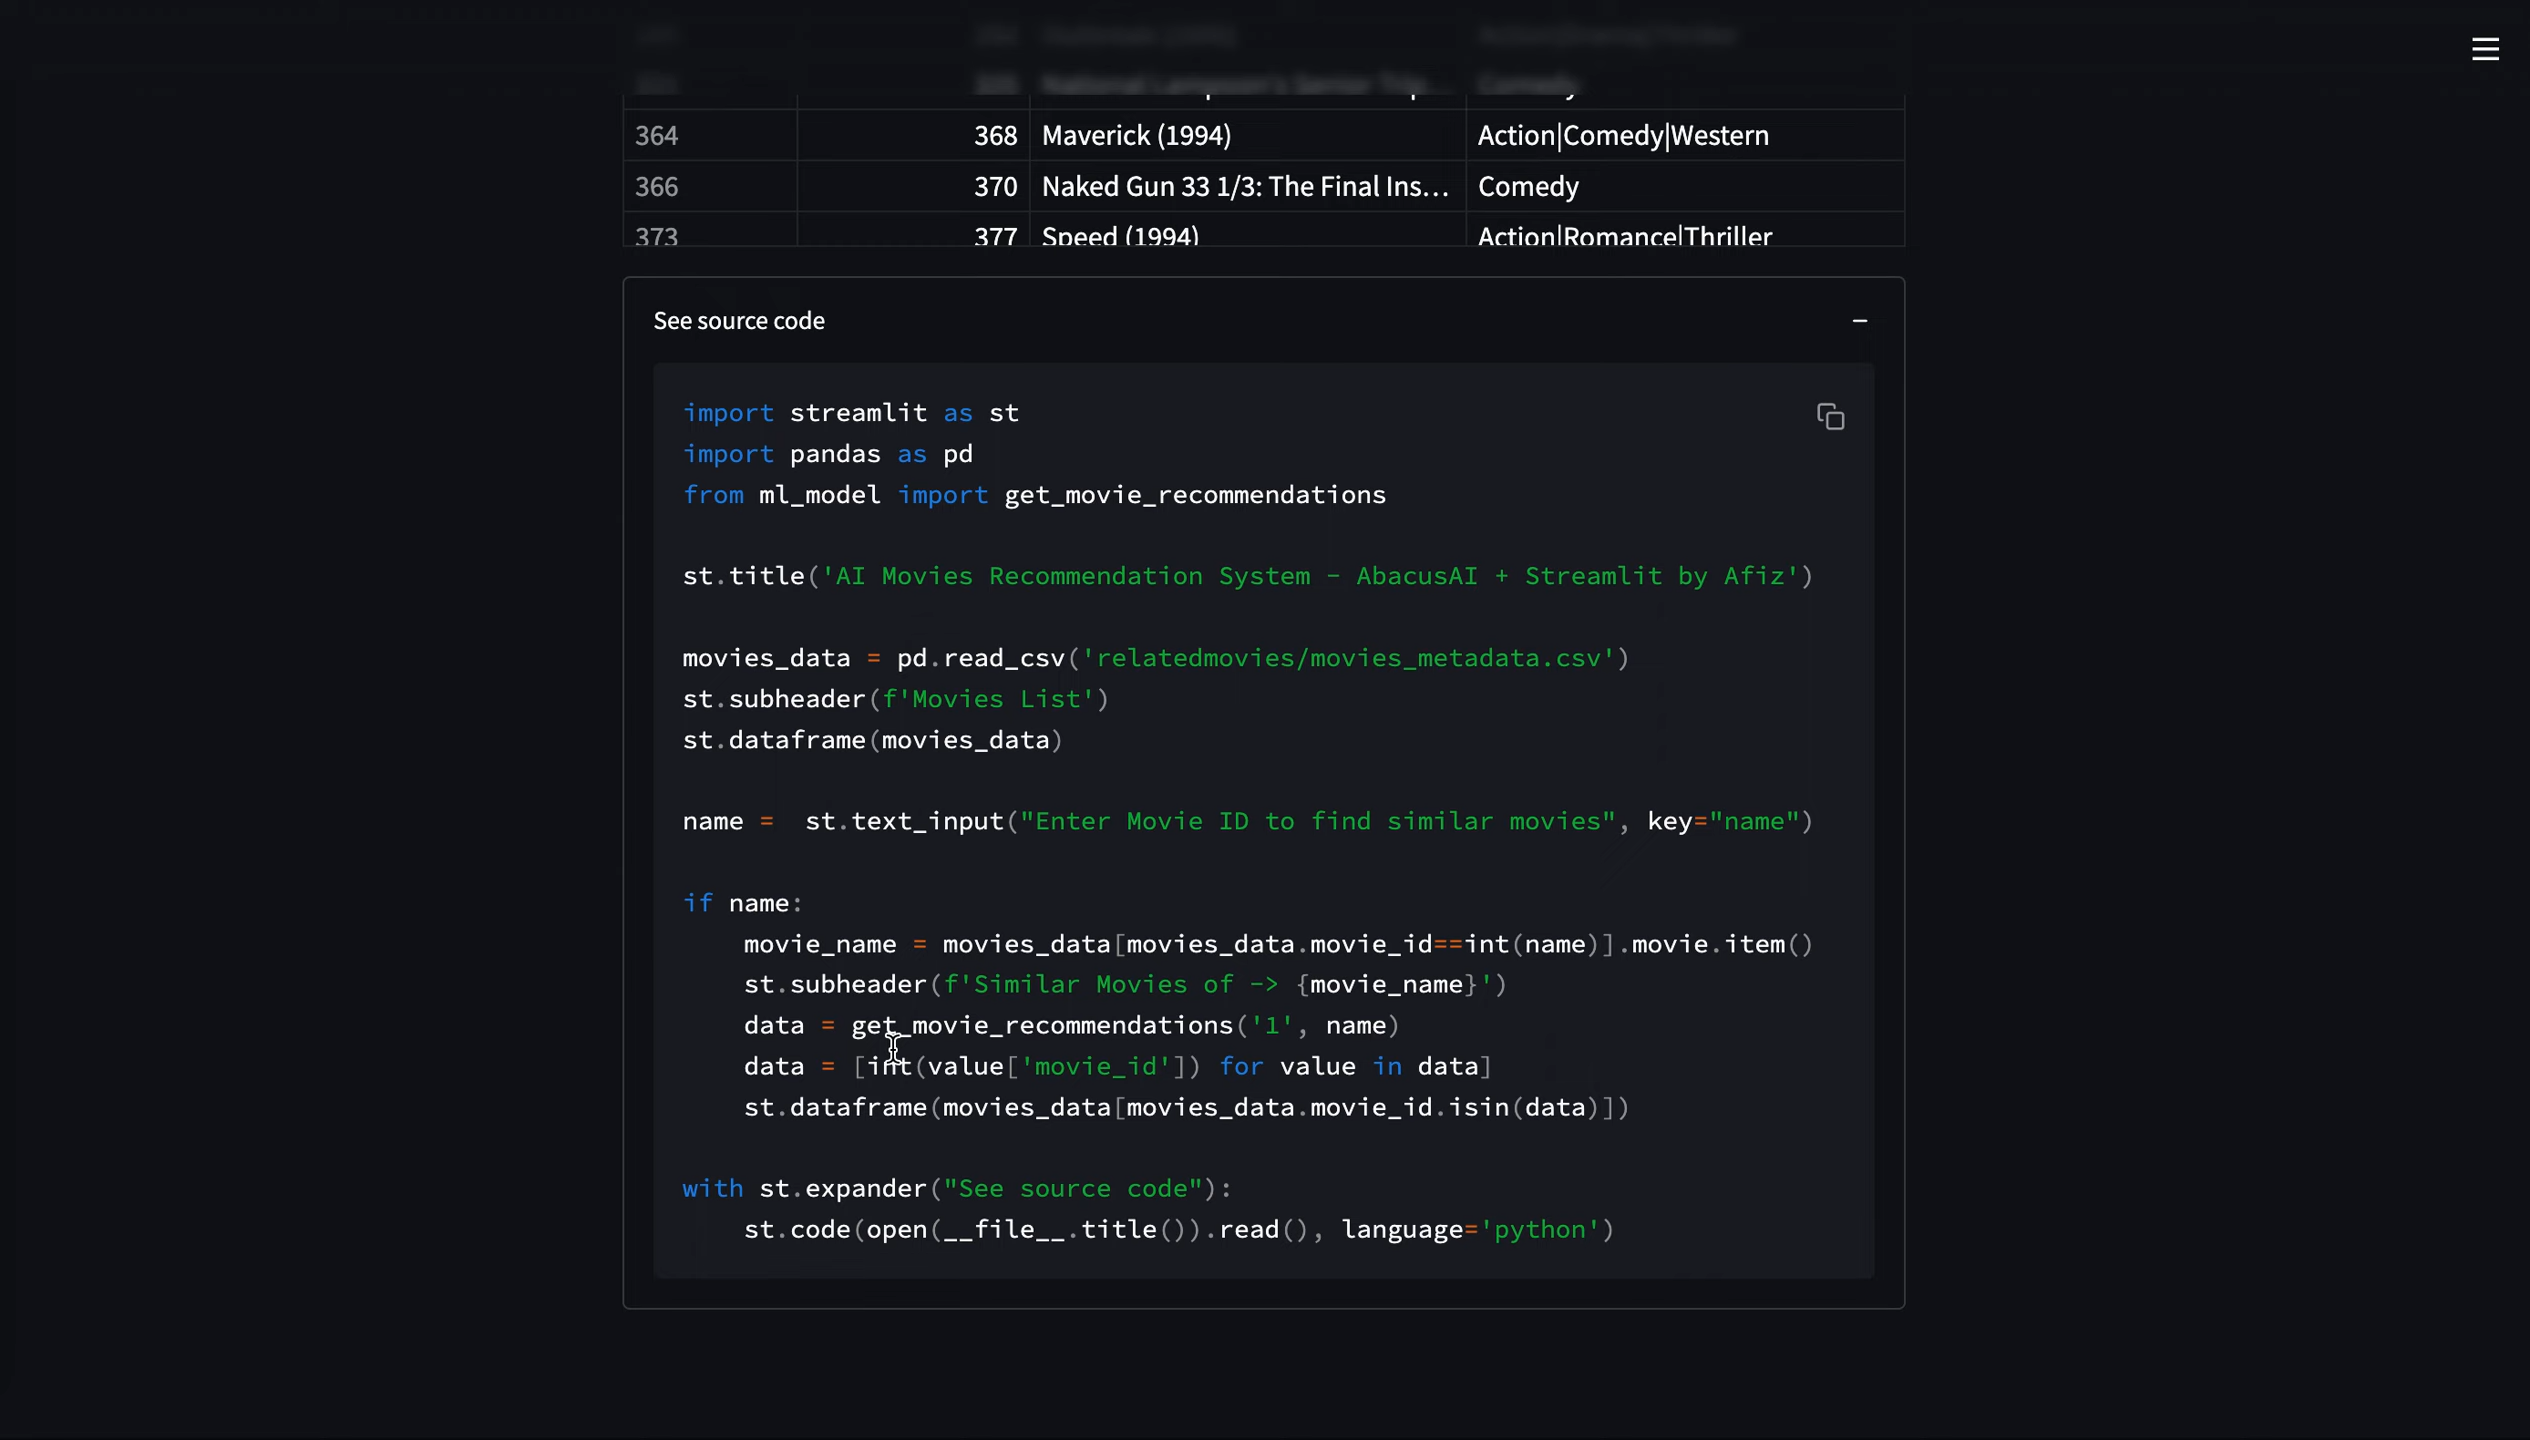 364 368 Maverick (1994) Action|Comedy|Western
366 370 Naked Gun 33 1/3: The Final Ins... Comedy
373 377 Speed (1994) Action|Romance|Thriller
See source code
import streamlit as st
import pandas as pd
from ml_model import get_movie_recommendations
st.title('AI Movies Recommendation System - AbacusAI + Streamlit by Afiz')
movies_data = pd.read_csv('relatedmovies/movies_metadata.csv')
st.subheader(f'Movies List')
st.dataframe(movies_data)
name =  st.text_input("Enter Movie ID to find similar movies", key="name")
if name:
    movie_name = movies_data[movies_data.movie_id==int(name)].movie.item()
    st.subheader(f'Similar Movies of -> {movie_name}')
    data = get_movie_recommendations('1', name)
    data = [int(value['movie_id']) for value in data]
    st.dataframe(movies_data[movies_data.movie_id.isin(data)])
with st.expander("See source code"):
    st.code(open(__file__.title()).read(), language='python')